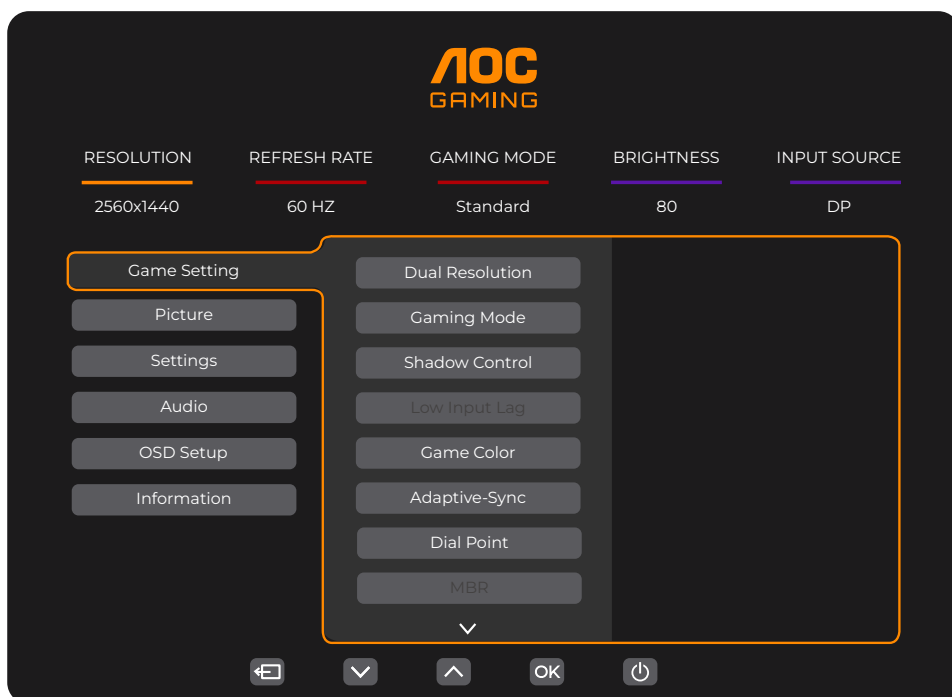 AOC
GAMING
RESOLUTION REFRESH RATE GAMING MODE BRIGHTNESS INPUT SOURCE
2560x1440 60 HZ Standard 80 DP
Game Setting
Picture
Settings
Audio
OSD Setup
Information
Dual Resolution
Gaming Mode
Shadow Control
Low Input Lag
Game Color
Adaptive-Sync
Dial Point
MBR
OK